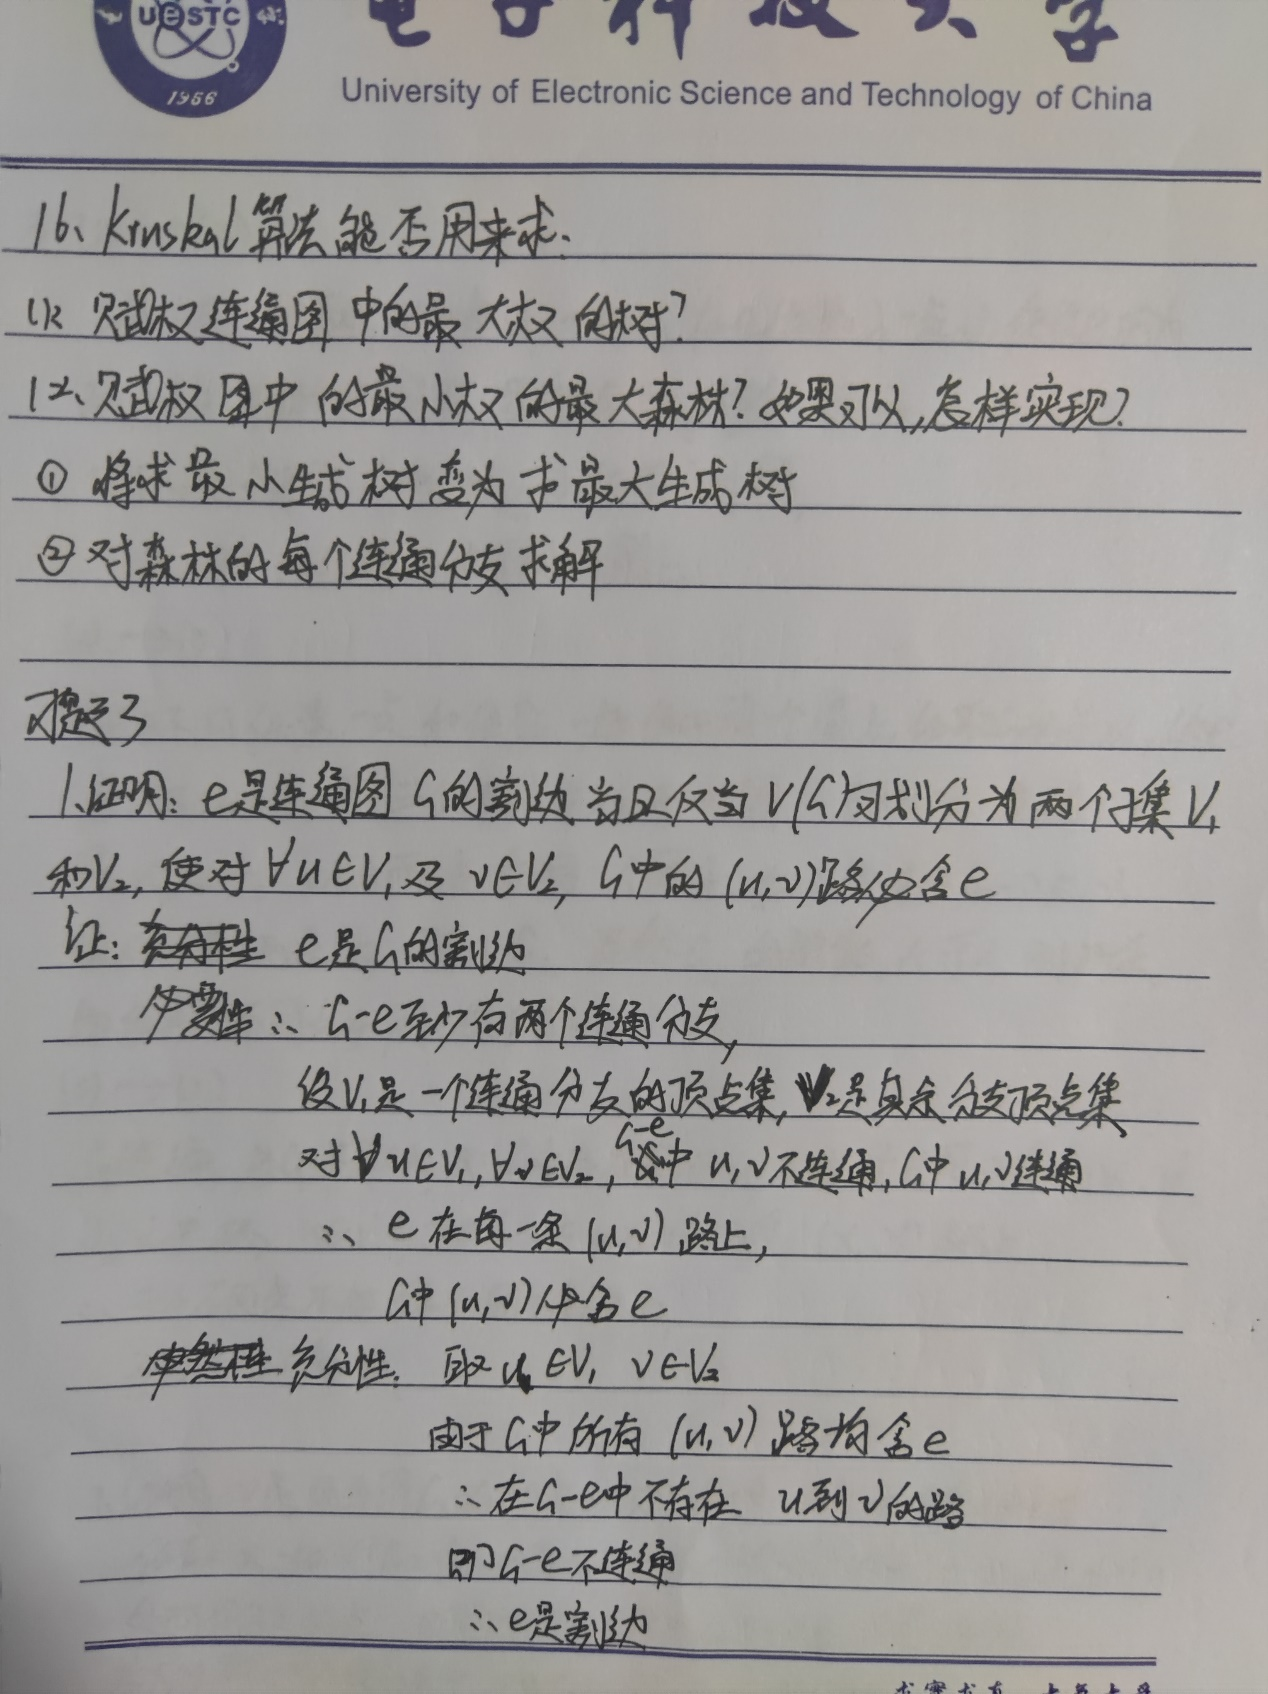 UESTC
1956
电子科技大学
University of Electronic Science and Technology of China
16、Kruskal算法能否用来求:
(1)、赋权连通图中的最大权的树?
(2)、赋权图中的最小权的最大森林?如果可以,怎样实现?
① 将求最小生成树变为求最大生成树
② 对森林的每个连通分支求解
习题3
1.证明:e是连通图G的割边当且仅当V(G)可划分为两个子集V₁
和V₂,使对∀u∈V₁及v∈V₂,G中的(u,v)路必含e
证: e是G的割边
必要性∴ G-e至少有两个连通分支,
设V₁是一个连通分支的顶点集,V₂是其余分支顶点集
对∀u∈V₁,∀v∈V₂,G-e中u,v不连通,G中u,v连通
∴ e在每一条(u,v)路上,
G中(u,v)必含e
充分性:取u∈V₁ v∈V₂
由于G中所有(u,v)路均含e
∴在G-e中不存在u到v的路
即G-e不连通
∴e是割边